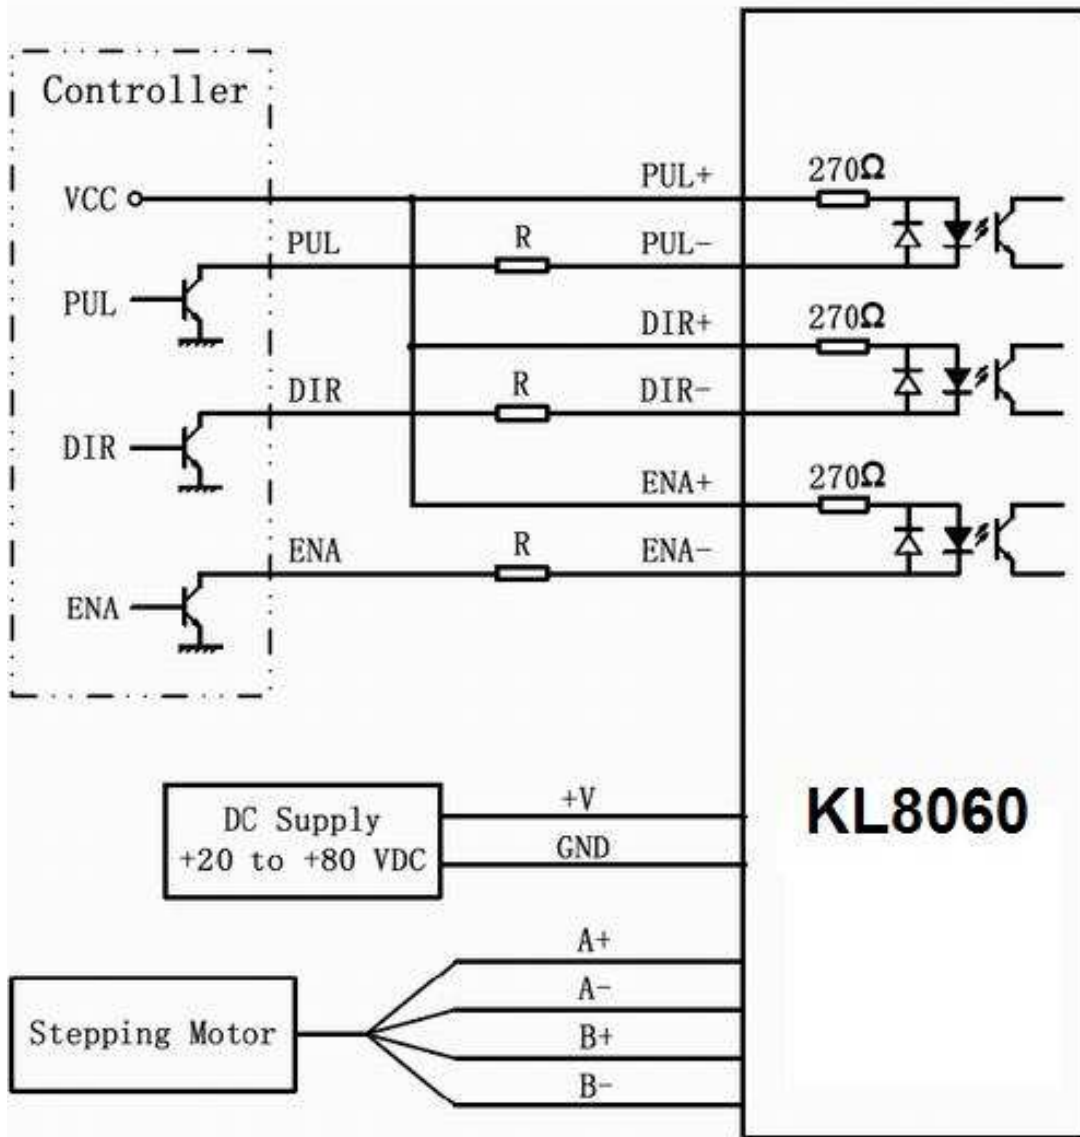 Controller
VCC
PUL+
270Ω
PUL
R
PUL-
PUL
DIR+
270Ω
DIR
R
DIR-
DIR
ENA+
270Ω
ENA
R
ENA-
ENA
DC Supply
+20 to +80 VDC
+V
GND
KL8060
Stepping Motor
A+
A-
B+
B-